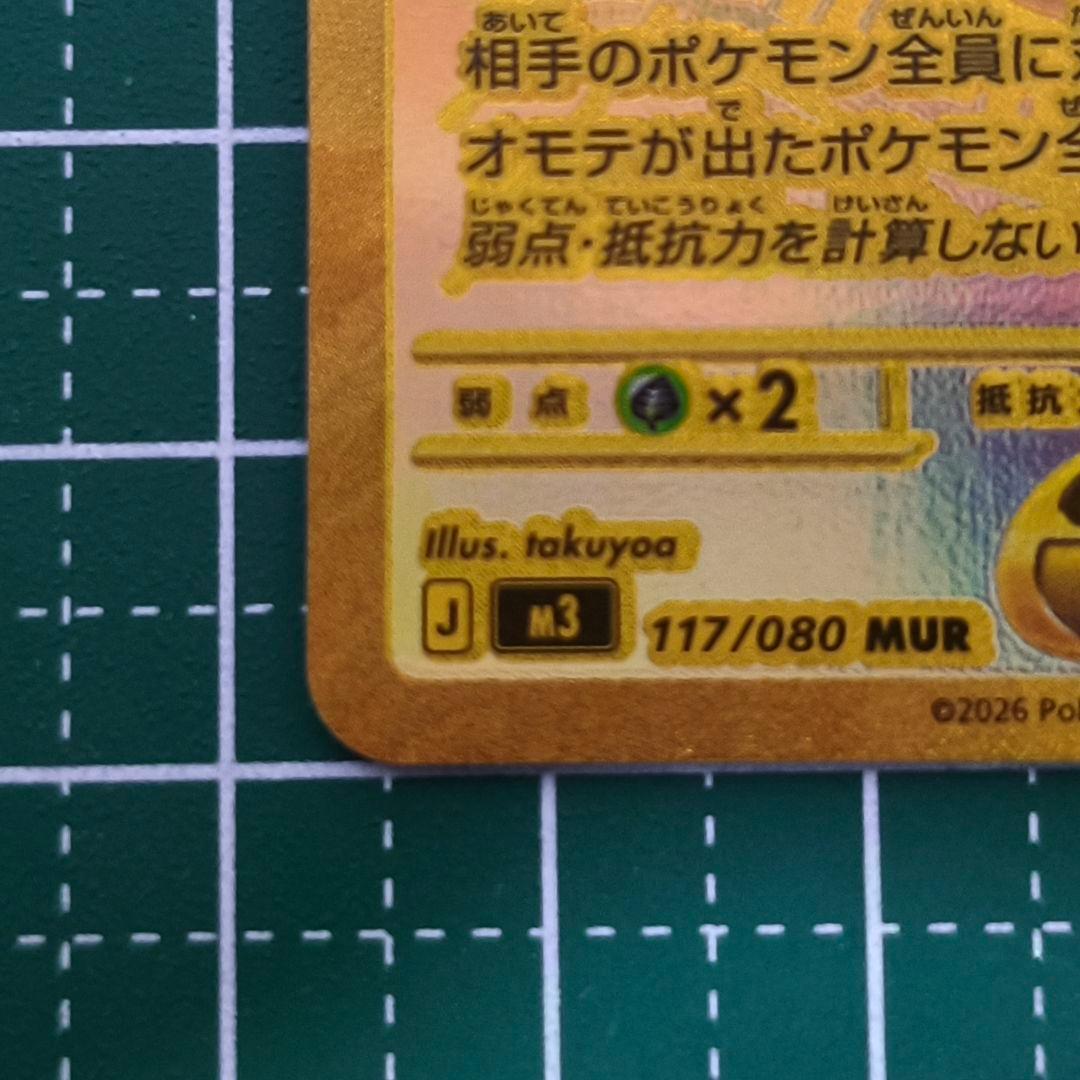 あいて ぜんいん
相手のポケモン全員に
で
オモテが出たポケモン全
じゃくてん ていこうりょく けいさん
弱点・抵抗力を計算しない
弱点 ×2 抵抗
Illus. takuyoa
J M3 117/080 MUR
©2026 Pok